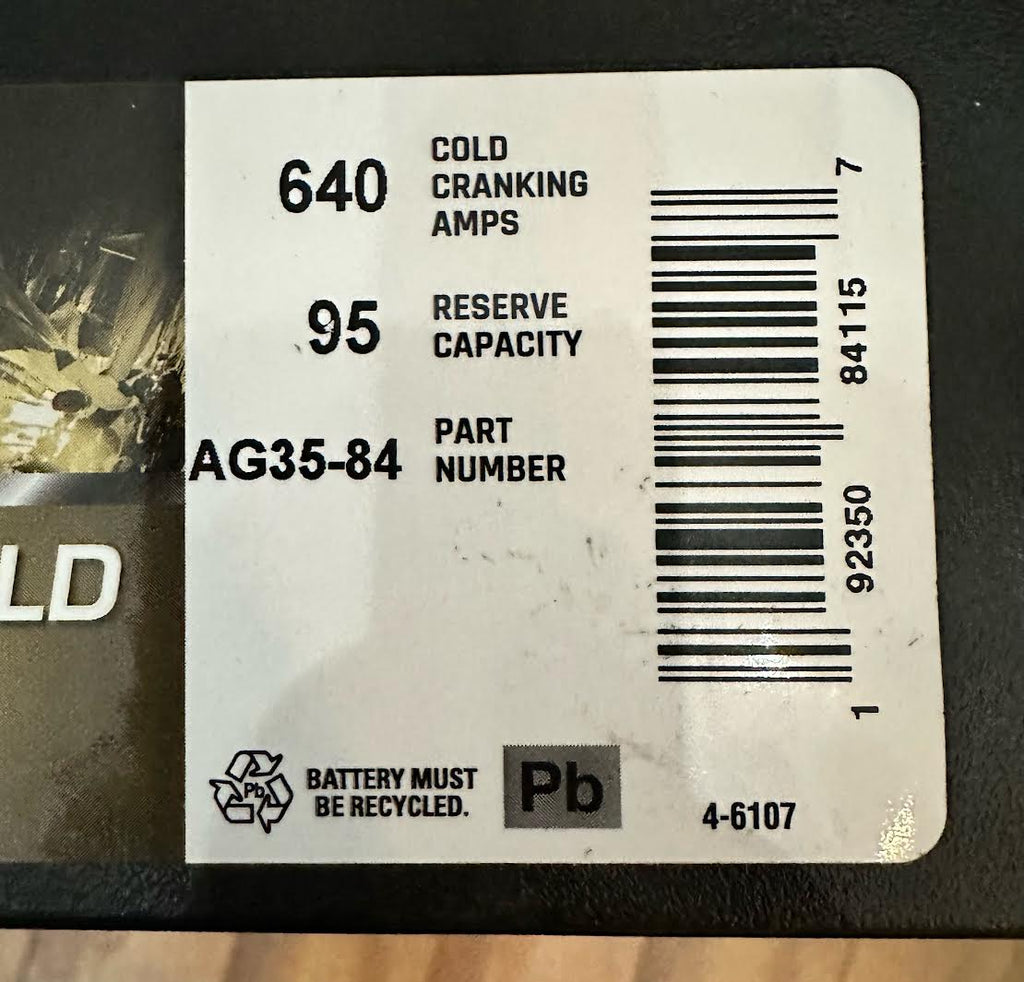 640 COLD
CRANKING
AMPS
95 RESERVE
CAPACITY
AG35-84 PART
NUMBER
LD
1 92350 84115 7
Pb
BATTERY MUST
BE RECYCLED.
Pb
4-6107